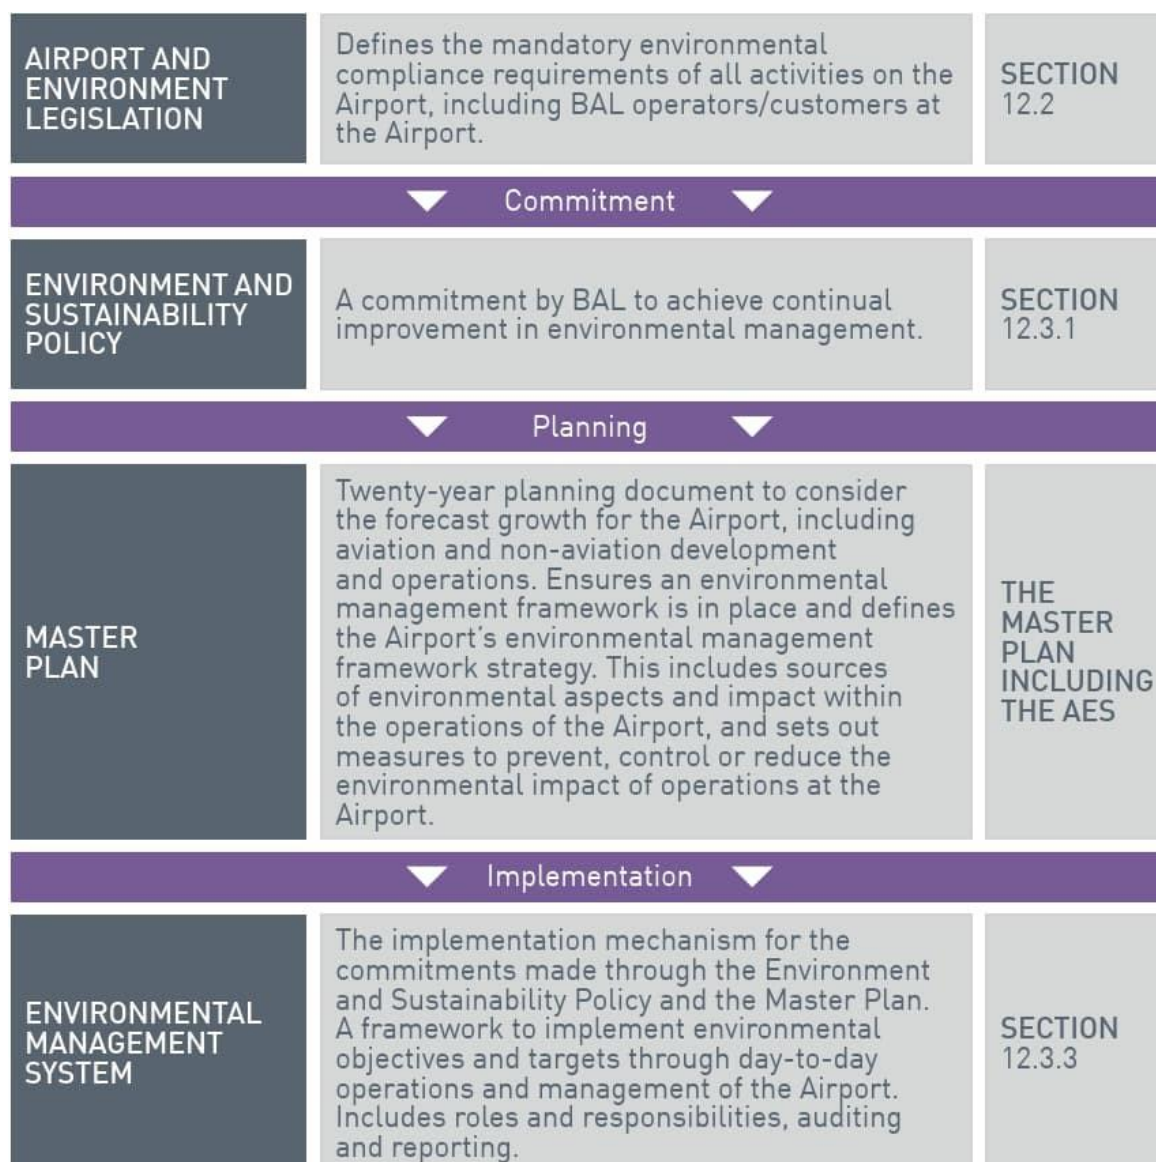 AIRPORT AND
ENVIRONMENT
LEGISLATION
Defines the mandatory environmental
compliance requirements of all activities on the
Airport, including BAL operators/customers at
the Airport.
SECTION
12.2
Commitment
ENVIRONMENT AND
SUSTAINABILITY
POLICY
A commitment by BAL to achieve continual
improvement in environmental management.
SECTION
12.3.1
Planning
MASTER
PLAN
Twenty-year planning document to consider
the forecast growth for the Airport, including
aviation and non-aviation development
and operations. Ensures an environmental
management framework is in place and defines
the Airport's environmental management
framework strategy. This includes sources
of environmental aspects and impact within
the operations of the Airport, and sets out
measures to prevent, control or reduce the
environmental impact of operations at the
Airport.
THE
MASTER
PLAN
INCLUDING
THE AES
Implementation
ENVIRONMENTAL
MANAGEMENT
SYSTEM
The implementation mechanism for the
commitments made through the Environment
and Sustainability Policy and the Master Plan.
A framework to implement environmental
objectives and targets through day-to-day
operations and management of the Airport.
Includes roles and responsibilities, auditing
and reporting.
SECTION
12.3.3